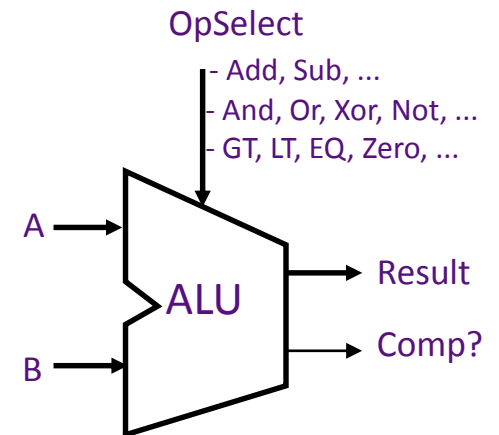 OpSelect
- Add, Sub, ...
- And, Or, Xor, Not, ...
- GT, LT, EQ, Zero, ...
A
ALU
Result
Comp?
B